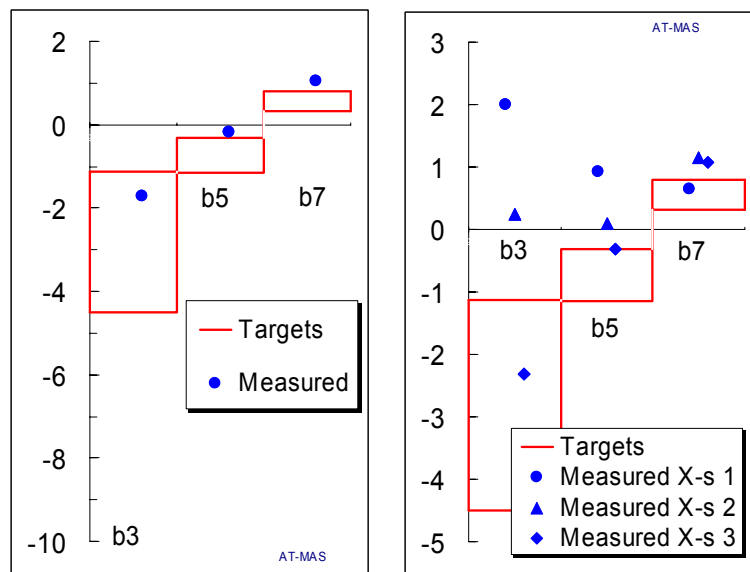 2
0
-2
-4
-6
-8
-10
b3
b5
b7
Targets
Measured
AT-MAS
AT-MAS
3
2
1
0
-1
-2
-3
-4
-5
b3
b5
b7
Targets
Measured X-s 1
Measured X-s 2
Measured X-s 3